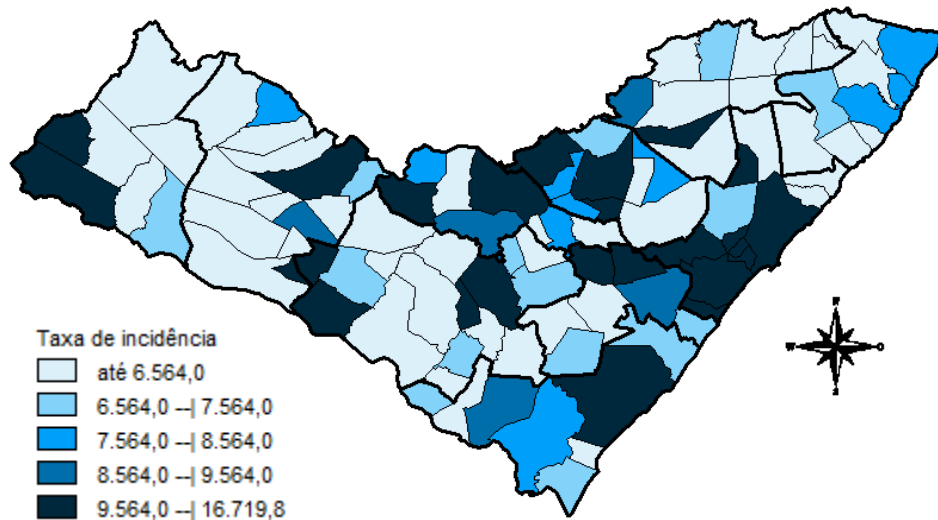 Taxa de incidência
até 6.564,0
6.564,0 --| 7.564,0
7.564,0 --| 8.564,0
8.564,0 --| 9.564,0
9.564,0 --| 16.719,8
W